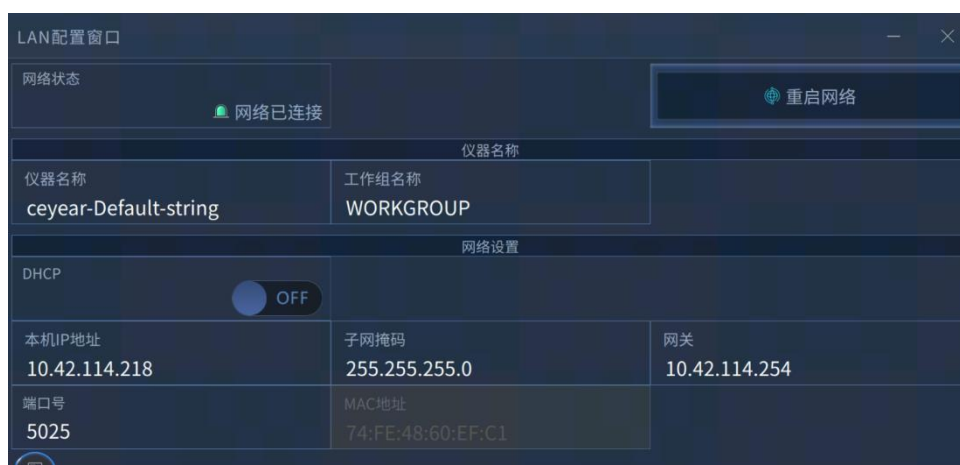 LAN配置窗口
网络状态
网络已连接
重启网络
仪器名称
仪器名称
工作组名称
ceyear-Default-string
WORKGROUP
网络设置
DHCP
OFF
本机IP地址
子网掩码
网关
10.42.114.218
255.255.255.0
10.42.114.254
端口号
MAC地址
5025
74:FE:48:60:EF:C1